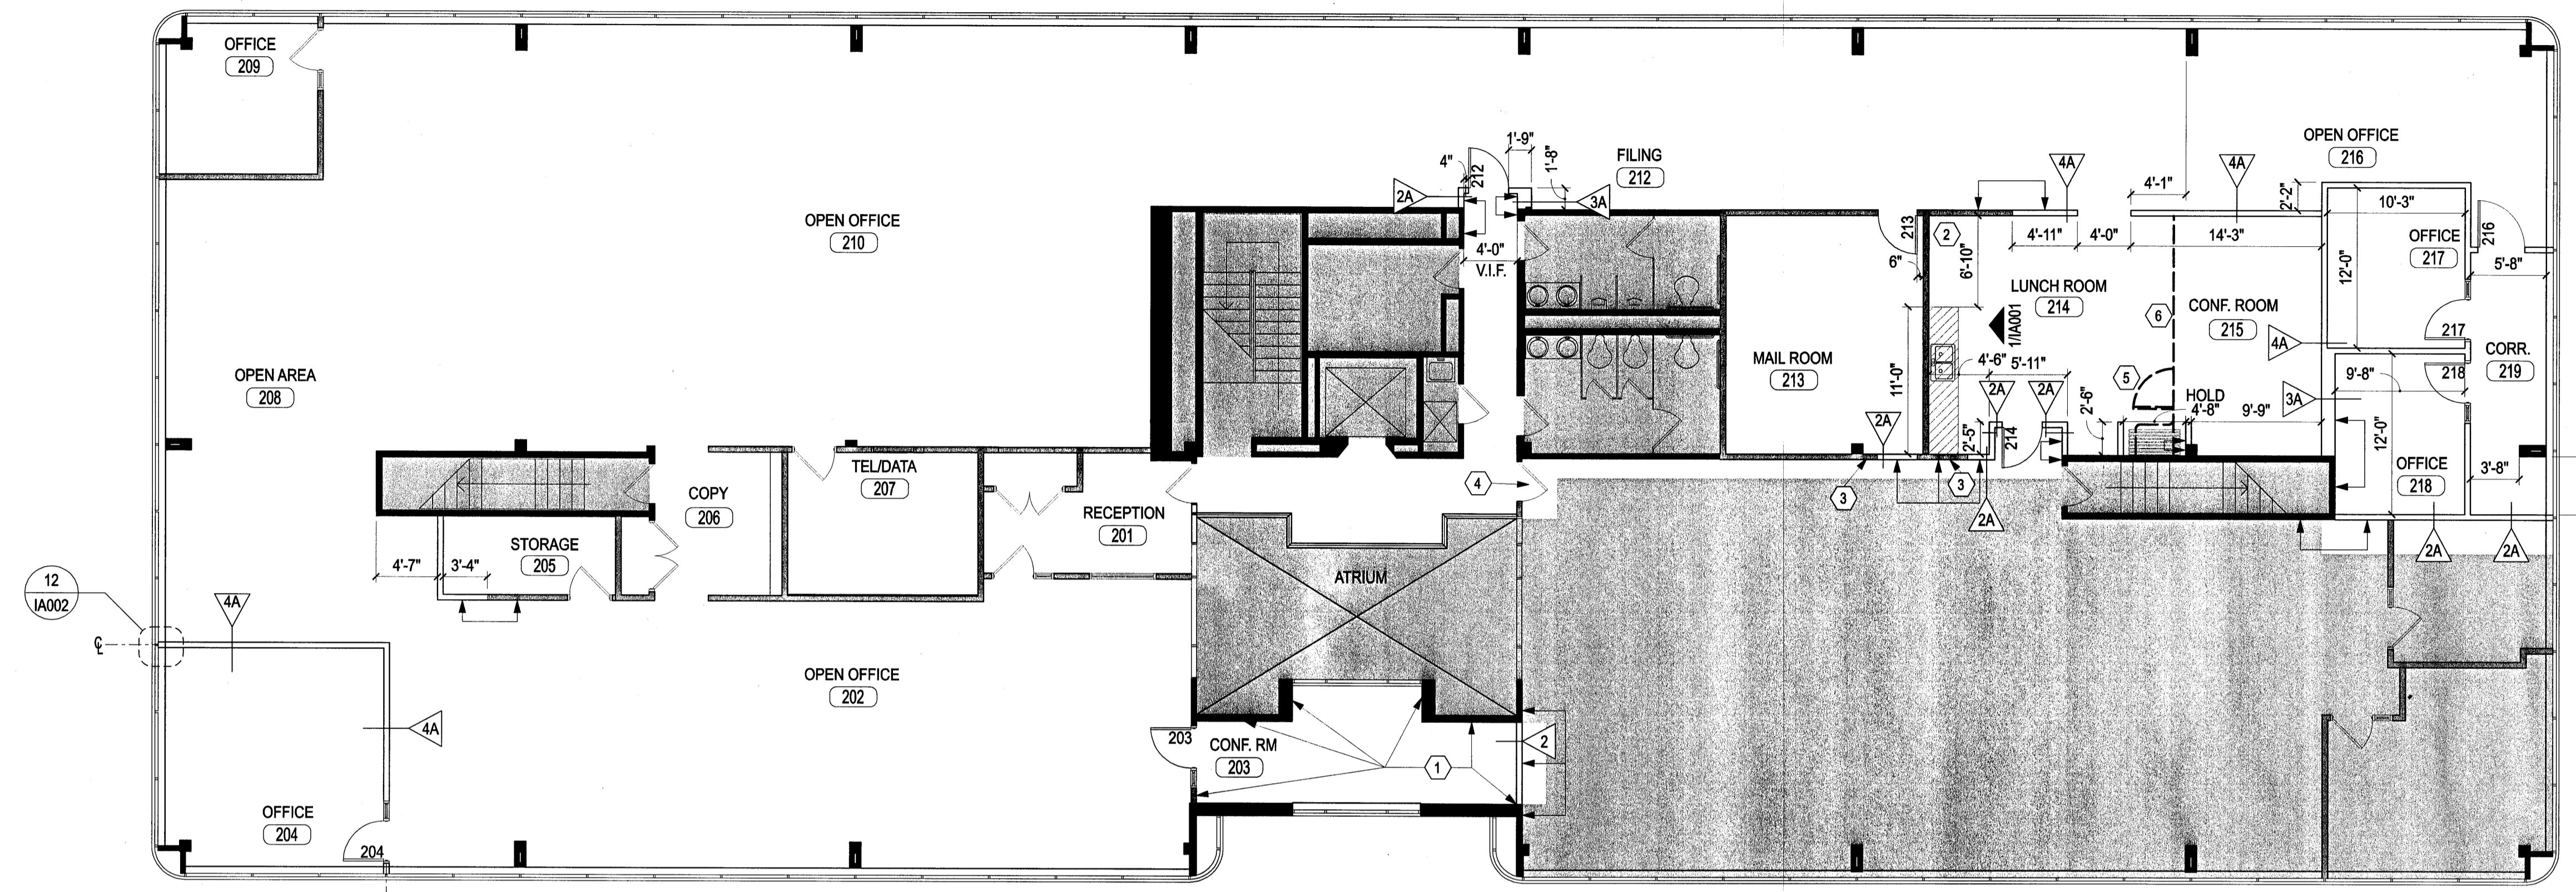 OFFICE
209
OPEN OFFICE
210
OPEN AREA
208
12
IA002
℄
4A
4A
OFFICE
204
204
4'-7"
3'-4"
STORAGE
205
COPY
206
TEL/DATA
207
RECEPTION
201
OPEN OFFICE
202
ATRIUM
203
CONF. RM
203
1
2
4
4"
212
1'-9"
1'-8"
2A
3A
4'-0"
V.I.F.
FILING
212
MAIL ROOM
213
213
6"
2
6'-10"
11'-0"
4'-11"
4'-0"
14'-3"
4'-1"
4A
4A
LUNCH ROOM
214
1/IA001
CONF. ROOM
215
6
5
4'-6"
5'-11"
2A
2A
2A
2'-5"
214
3
3
2A
2'-6"
HOLD
4'-8"
9'-9"
OPEN OFFICE
216
2'-2"
10'-3"
OFFICE
217
12'-0"
216
5'-8"
217
4A
CORR.
219
218
9'-8"
3A
12'-0"
OFFICE
218
3'-8"
2A
2A